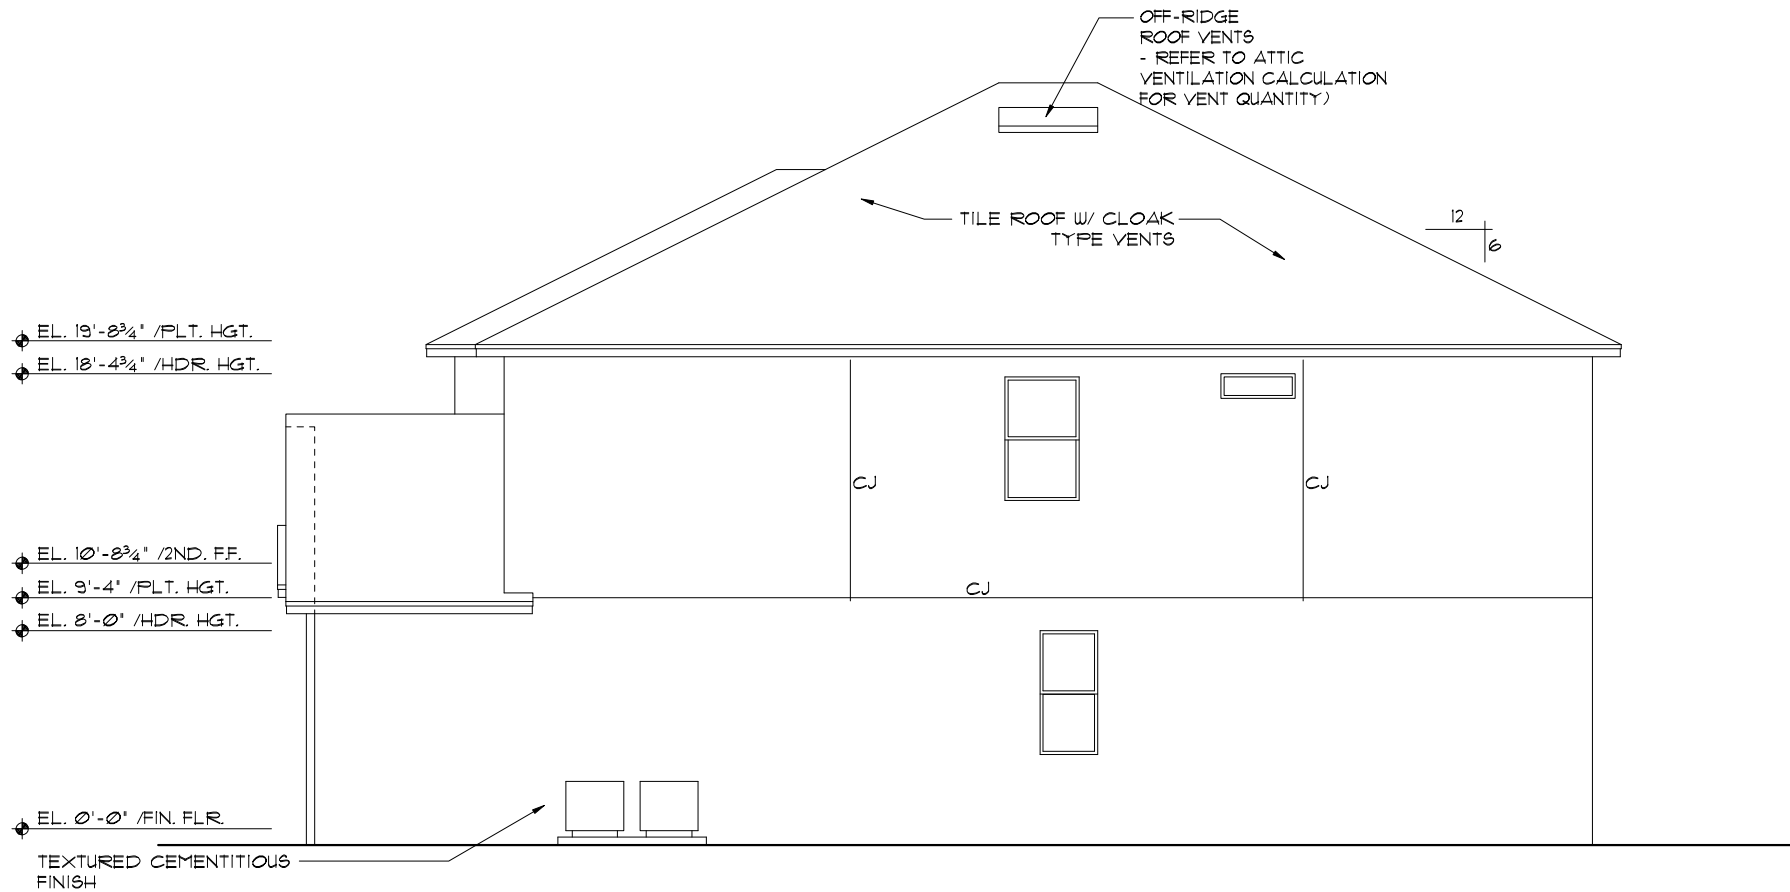 OFF-RIDGE
ROOF VENTS
- REFER TO ATTIC
VENTILATION CALCULATION
FOR VENT QUANTITY)
TILE ROOF W/ CLOAK
TYPE VENTS
12
6
EL. 19'-8¾" /PLT. HGT.
EL. 18'-4¾" /HDR. HGT.
CJ
CJ
EL. 10'-8¾" /2ND. F.F.
EL. 9'-4" /PLT. HGT.
CJ
EL. 8'-0" /HDR. HGT.
EL. 0'-0" /FIN. FLR.
TEXTURED CEMENTITIOUS
FINISH